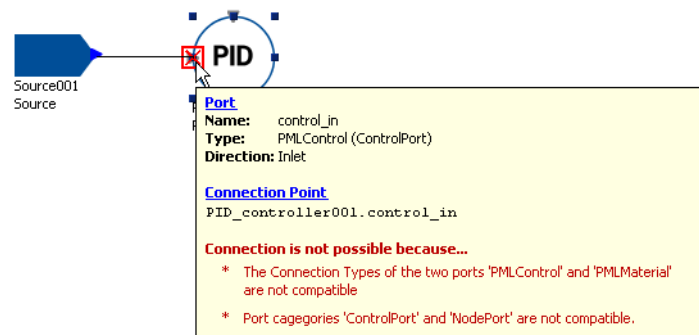 PID
Source001
Source
Port
Name: control_in
Type: PMLControl (ControlPort)
Direction: Inlet
Connection Point
PID_controller001.control_in
Connection is not possible because...
* The Connection Types of the two ports 'PMLControl' and 'PMLMaterial'
are not compatible
* Port cagegories 'ControlPort' and 'NodePort' are not compatible.